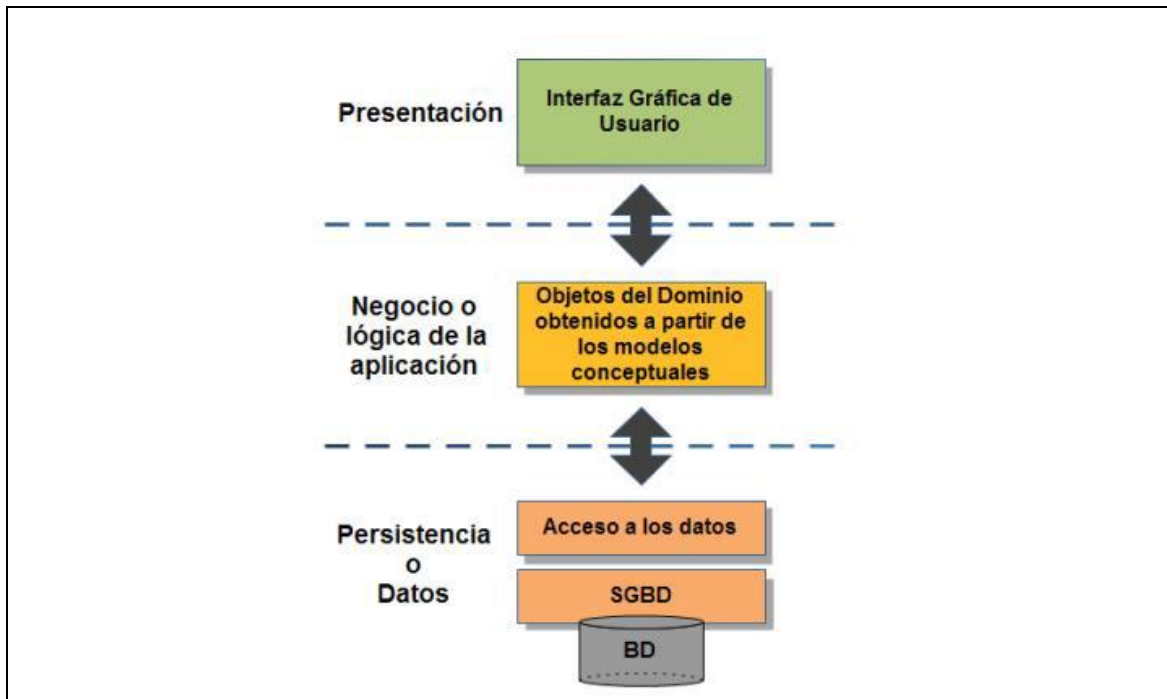 Presentación
Interfaz Gráfica de
Usuario
Negocio o
lógica de la
aplicación
Objetos del Dominio
obtenidos a partir de
los modelos
conceptuales
Persistencia
o
Datos
Acceso a los datos
SGBD
BD